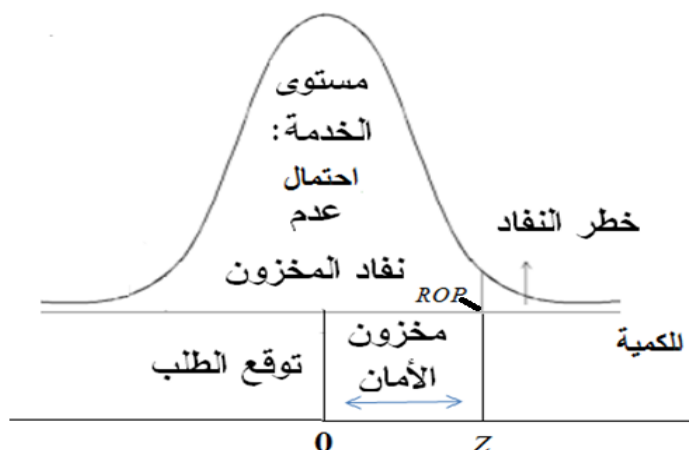 مستوى
الخدمة:
احتمال
عدم
نفاد المخزون
خطر النفاد
ROP
للكمية
مخزون
الأمان
توقع الطلب
0
Z